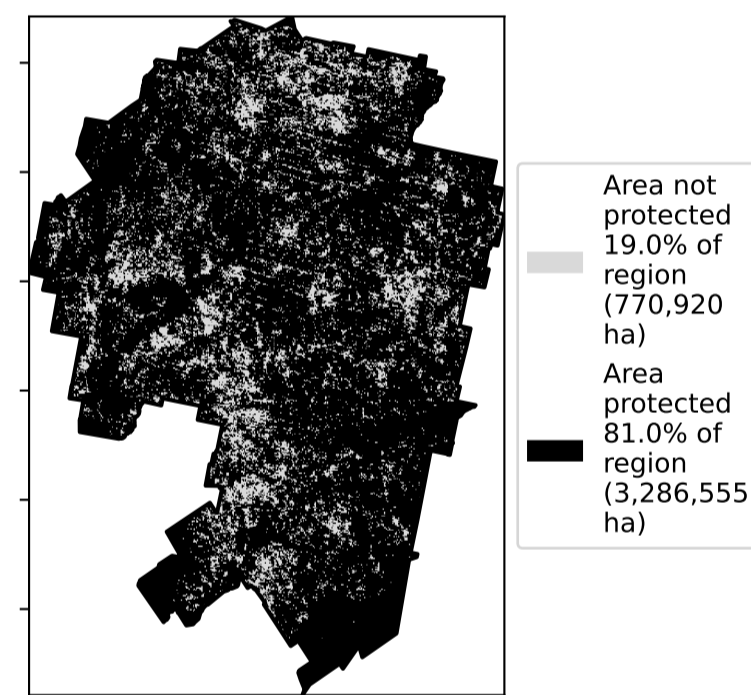 Area not
protected
19.0% of
region
(770,920
ha)
Area
protected
81.0% of
region
(3,286,555
ha)